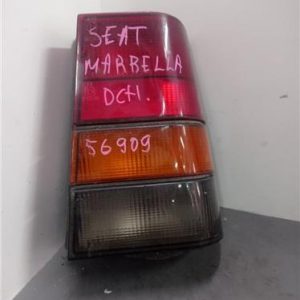 SEAT
MARBELLA
DCH.
56909